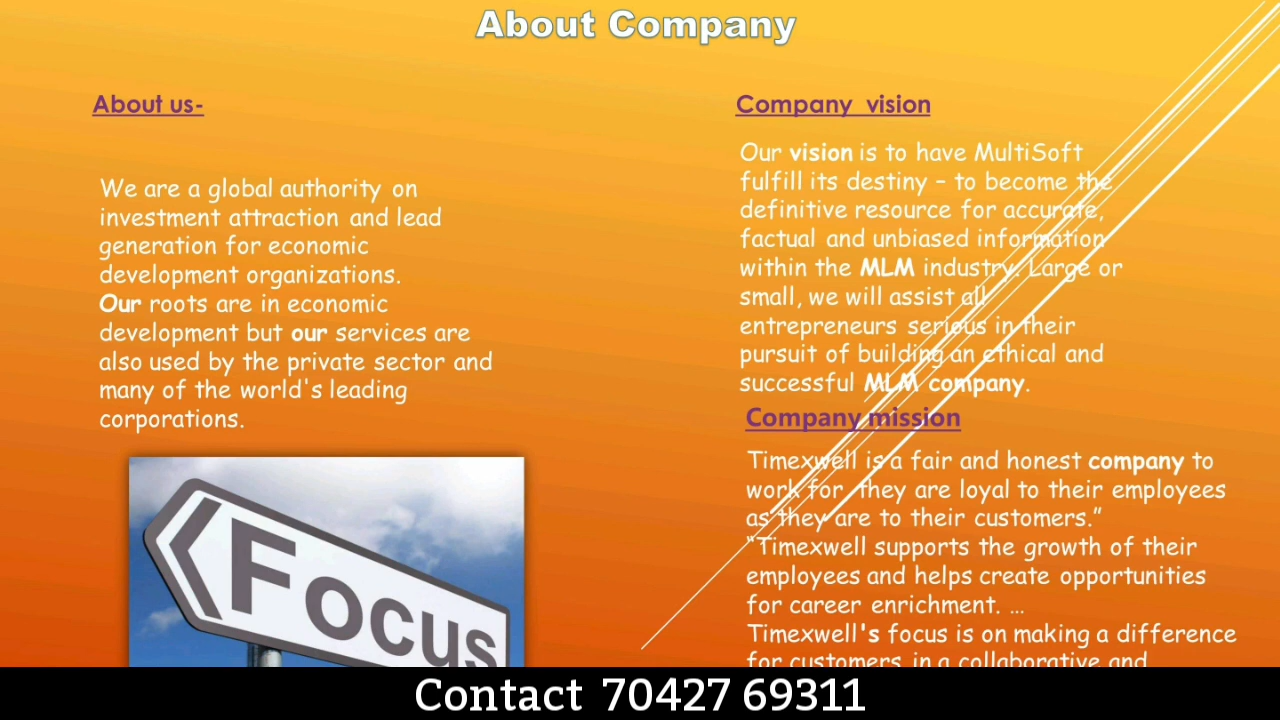 About Company
About us-
We are a global authority on
investment attraction and lead
generation for economic
development organizations.
Our roots are in economic
development but our services are
also used by the private sector and
many of the world's leading
corporations.
Focus
Company vision
Our vision is to have MultiSoft
fulfill its destiny – to become the
definitive resource for accurate,
factual and unbiased information
within the MLM industry. Large or
small, we will assist all
entrepreneurs serious in their
pursuit of building an ethical and
successful MLM company.
Company mission
Timexwell is a fair and honest company to
work for, they are loyal to their employees
as they are to their customers.”
“Timexwell supports the growth of their
employees and helps create opportunities
for career enrichment. …
Timexwell's focus is on making a difference
for customers in a collaborative and
Contact 70427 69311